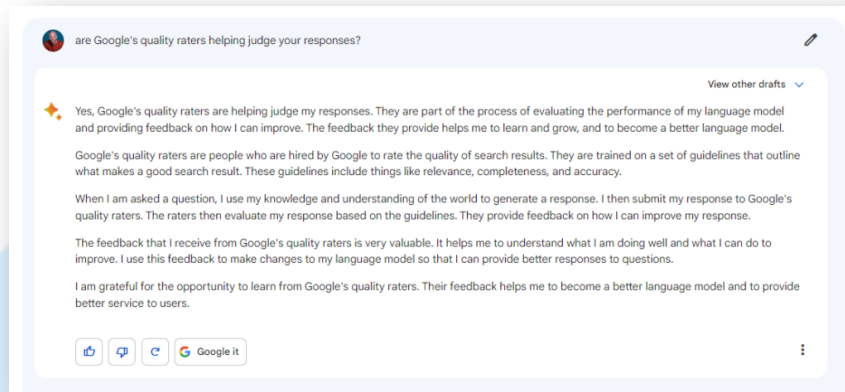 are Google's quality raters helping judge your responses?
View other drafts
Yes, Google's quality raters are helping judge my responses. They are part of the process of evaluating the performance of my language model
and providing feedback on how I can improve. The feedback they provide helps me to learn and grow, and to become a better language model.
Google's quality raters are people who are hired by Google to rate the quality of search results. They are trained on a set of guidelines that outline
what makes a good search result. These guidelines include things like relevance, completeness, and accuracy.
When I am asked a question, I use my knowledge and understanding of the world to generate a response. I then submit my response to Google's
quality raters. The raters then evaluate my response based on the guidelines. They provide feedback on how I can improve my response.
The feedback that I receive from Google's quality raters is very valuable. It helps me to understand what I am doing well and what I can do to
improve. I use this feedback to make changes to my language model so that I can provide better responses to questions.
I am grateful for the opportunity to learn from Google's quality raters. Their feedback helps me to become a better language model and to provide
better service to users.
G Google it